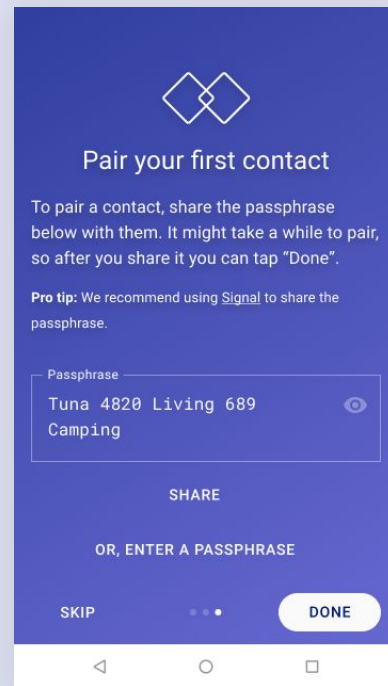 Pair your first contact
To pair a contact, share the passphrase
below with them. It might take a while to pair,
so after you share it you can tap “Done”.
Pro tip: We recommend using Signal to share the
passphrase.
Passphrase
Tuna 4820 Living 689
Camping
SHARE
OR, ENTER A PASSPHRASE
SKIP
DONE